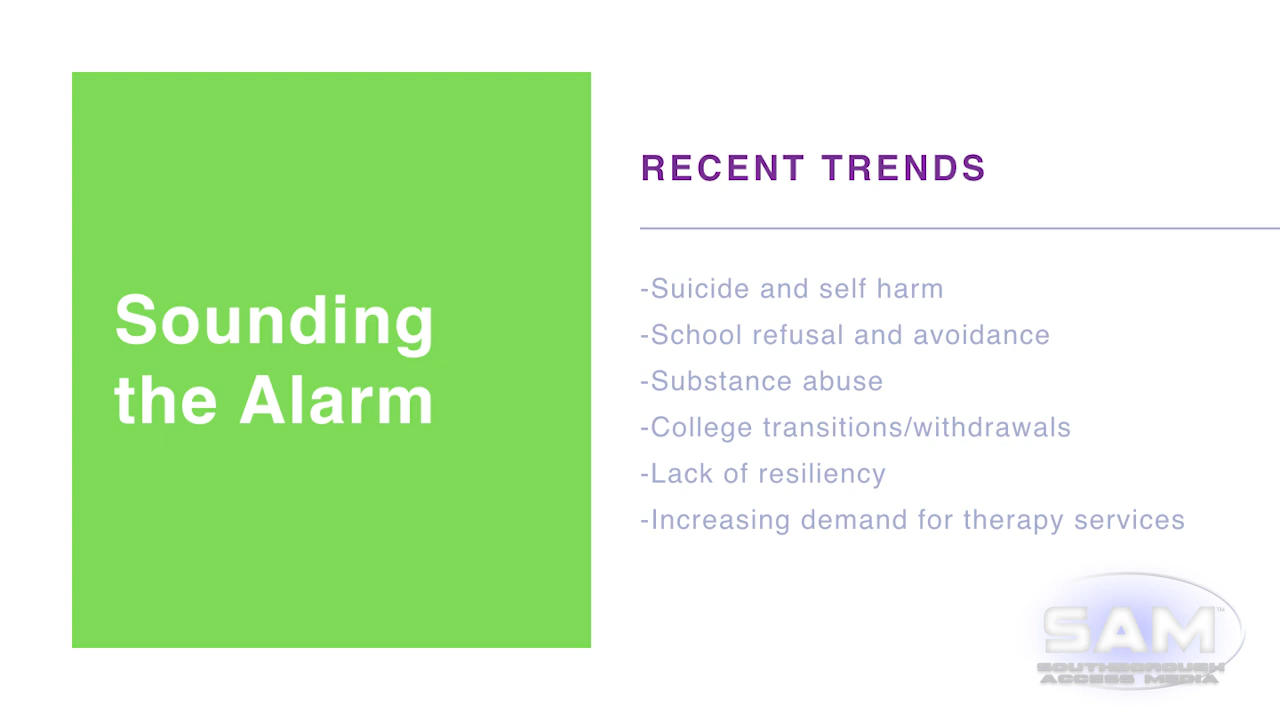 Sounding
the Alarm
RECENT TRENDS
-Suicide and self harm
-School refusal and avoidance
-Substance abuse
-College transitions/withdrawals
-Lack of resiliency
-Increasing demand for therapy services
SAM™
SOUTHBOROUGH
ACCESS MEDIA